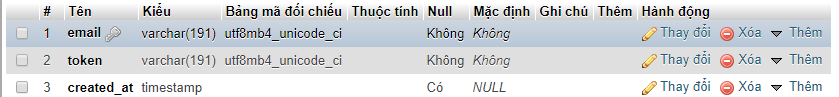 # Tên Kiểu Bảng mã đối chiếu Thuộc tính Null Mặc định Ghi chú Thêm Hành động
1 email varchar(191) utf8mb4_unicode_ci Không Không Thay đổi Xóa Thêm
2 token varchar(191) utf8mb4_unicode_ci Không Không Thay đổi Xóa Thêm
3 created_at timestamp Có NULL Thay đổi Xóa Thêm